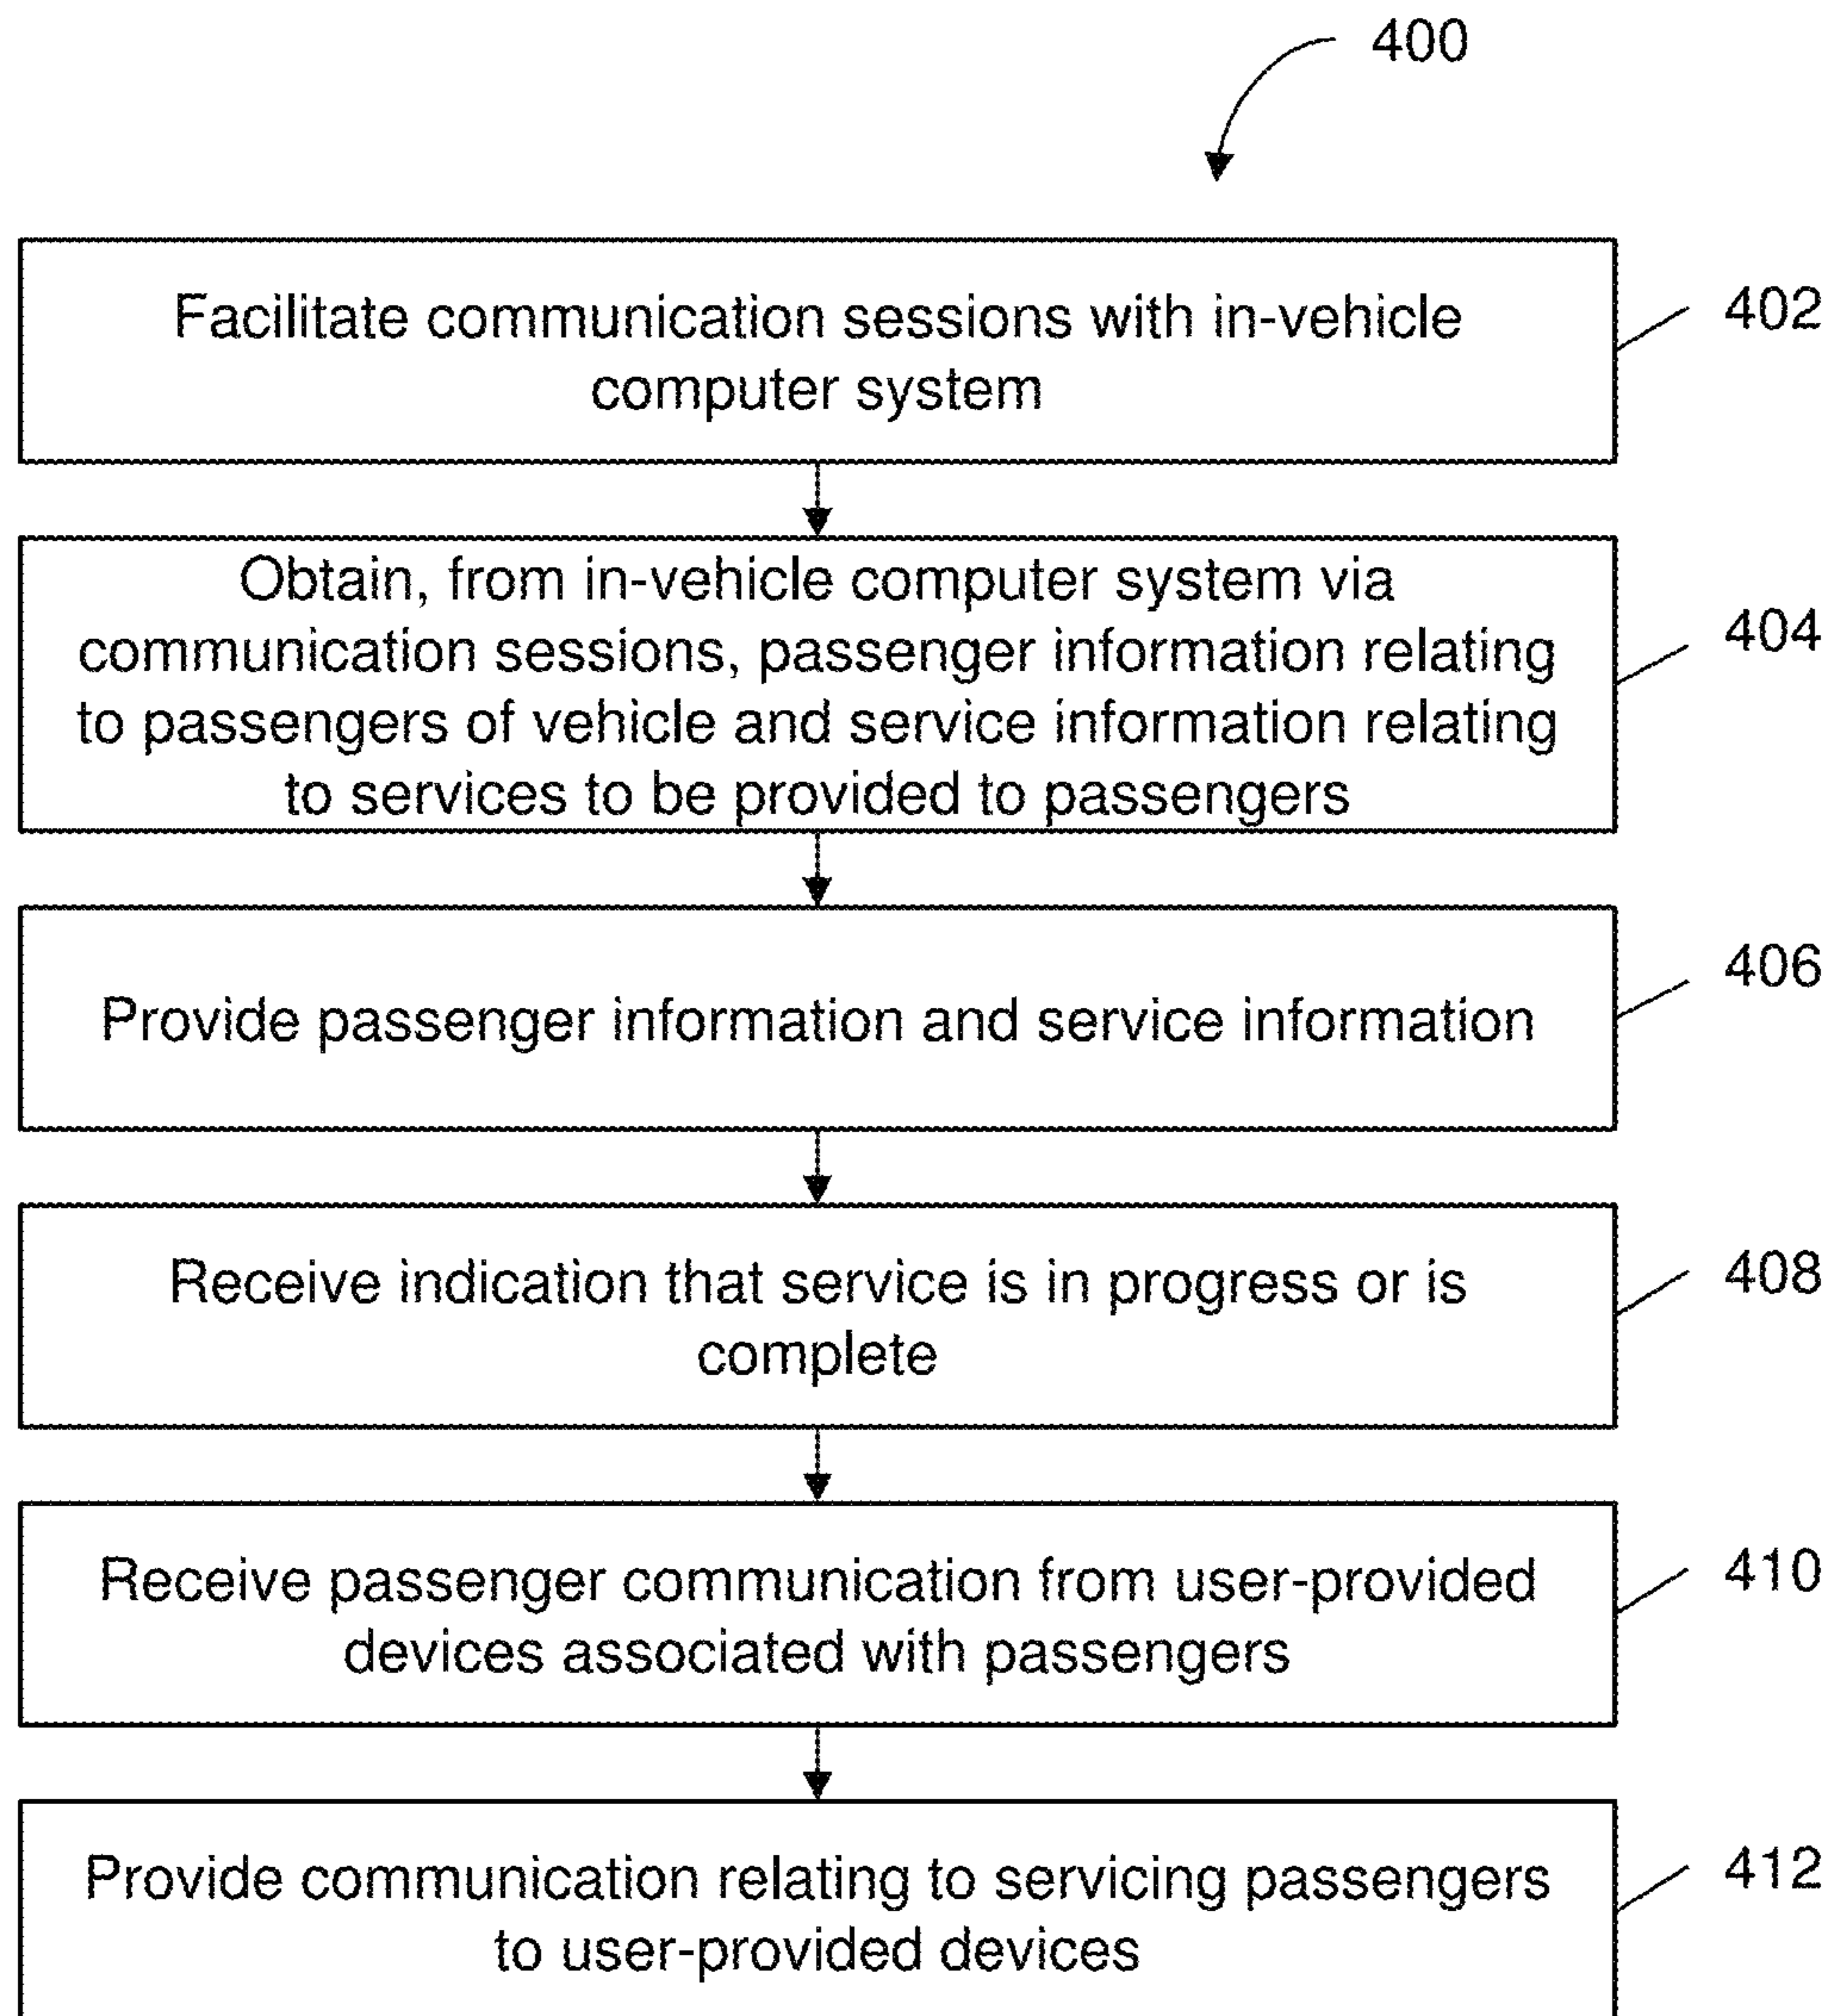 400
Facilitate communication sessions with in-vehicle
computer system
402
Obtain, from in-vehicle computer system via
communication sessions, passenger information relating
to passengers of vehicle and service information relating
to services to be provided to passengers
404
Provide passenger information and service information
406
Receive indication that service is in progress or is
complete
408
Receive passenger communication from user-provided
devices associated with passengers
410
Provide communication relating to servicing passengers
to user-provided devices
412